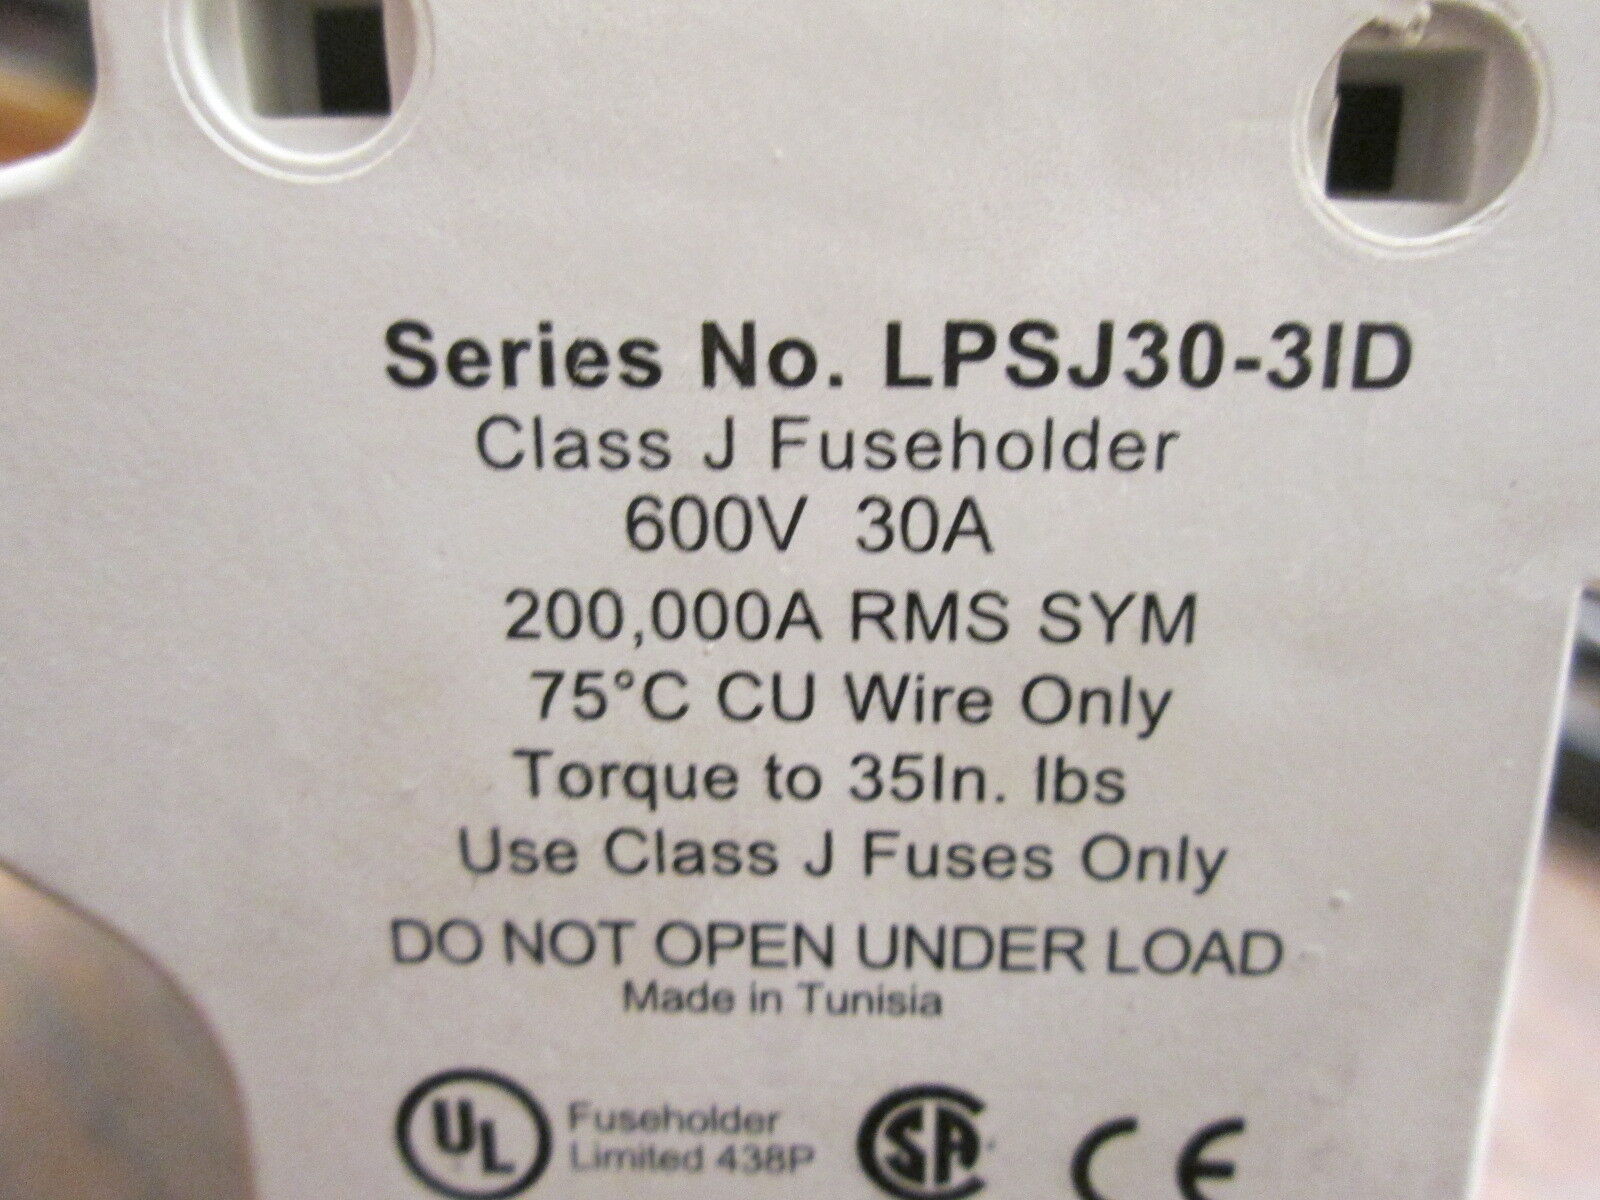 Series No. LPSJ30-3ID
Class J Fuseholder
600V 30A
200,000A RMS SYM
75°C CU Wire Only
Torque to 35In. lbs
Use Class J Fuses Only
DO NOT OPEN UNDER LOAD
Made in Tunisia
UL
Fuseholder
Limited 438P
SA
CE